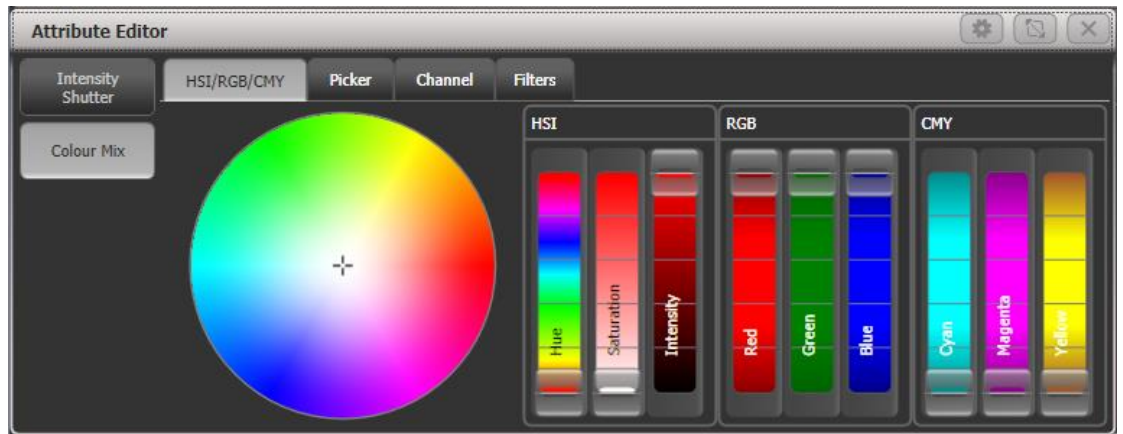 Attribute Editor
Intensity
Shutter
Colour Mix
HSI/RGB/CMY
Picker
Channel
Filters
HSI
Hue
Saturation
Intensity
RGB
Red
Green
Blue
CMY
Cyan
Magenta
Yellow